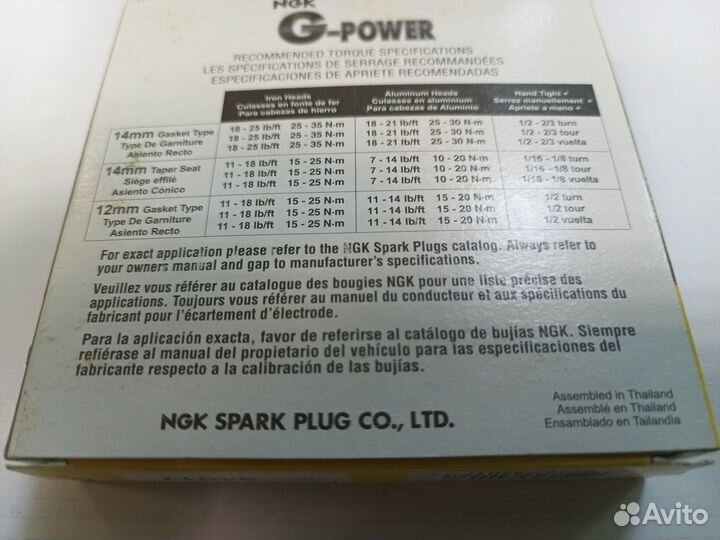 NGK
G-POWER
RECOMMENDED TORQUE SPECIFICATIONS
LES SPÉCIFICATIONS DE SERRAGE RECOMMANDÉES
ESPECIFICACIONES DE APRIETE RECOMENDADAS
Iron Heads Aluminum Heads Hand Tight +
Culasses en fonte de fer Culasses en aluminium Serrez manuellement +
Para cabezas de hierro Para cabezas de Aluminio Apriete a mano +
14mm Gasket Type 18 - 25 lb/ft 25 - 35 N-m 18 - 21 lb/ft 25 - 30 N-m 1/2 - 2/3 turn
Type De Garniture 18 - 25 lb/ft 25 - 35 N-m 18 - 21 lb/ft 25 - 30 N-m 1/2 - 2/3 tour
Asiento Recto 18 - 25 lb/ft 25 - 35 N-m 18 - 21 lb/ft 25 - 30 N-m 1/2 - 2/3 vuelta
14mm Taper Seat 11 - 18 lb/ft 15 - 25 N-m 7 - 14 lb/ft 10 - 20 N-m 1/16 - 1/8 turn
Siège effilé 11 - 18 lb/ft 15 - 25 N-m 7 - 14 lb/ft 10 - 20 N-m 1/16 - 1/8 tour
Asiento Cónico 11 - 18 lb/ft 15 - 25 N-m 7 - 14 lb/ft 10 - 20 N-m 1/16 - 1/8 vuelta
12mm Gasket Type 11 - 18 lb/ft 15 - 25 N-m 11 - 14 lb/ft 15 - 20 N-m 1/2 turn
Type De Garniture 11 - 18 lb/ft 15 - 25 N-m 11 - 14 lb/ft 15 - 20 N-m 1/2 tour
Asiento Recto 11 - 18 lb/ft 15 - 25 N-m 11 - 14 lb/ft 15 - 20 N-m 1/2 vuelta
For exact application please refer to the NGK Spark Plugs catalog. Always refer to
your owners manual and gap to manufacturer's specifications.
Veuillez vous référer au catalogue des bougies NGK pour une liste précise des
applications. Toujours vous référer au manuel du conducteur et aux spécifications du
fabricant pour l'écartement d'électrode.
Para la aplicación exacta, favor de referirse al catálogo de bujías NGK. Siempre
refiérase al manual del propietario del vehículo para las especificaciones del
fabricante respecto a la calibración de las bujías.
Assembled in Thailand
Assemblé en Thailand
Ensamblado en Tailandia
NGK SPARK PLUG CO., LTD.
Avito